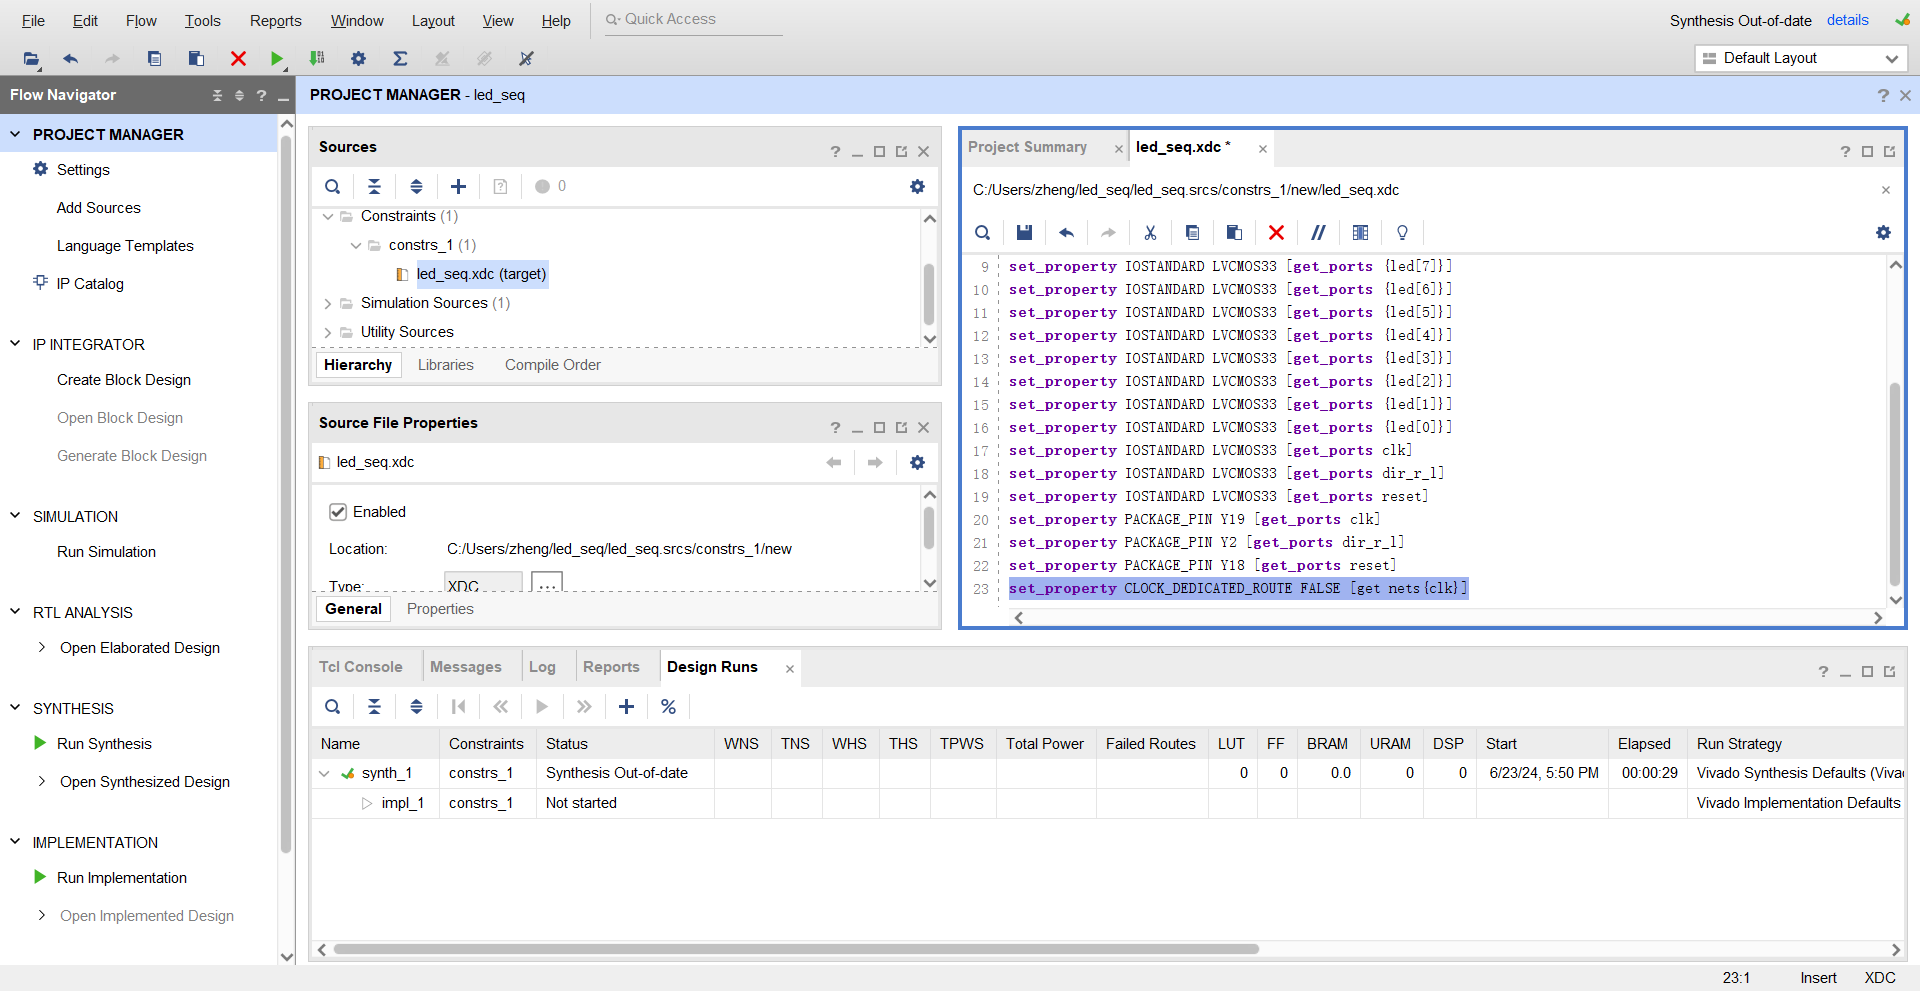 File Edit Flow Tools Reports Window Layout View Help Quick Access Synthesis Out-of-date details
Default Layout
Flow Navigator
PROJECT MANAGER - led_seq
PROJECT MANAGER
Settings
Add Sources
Language Templates
IP Catalog
IP INTEGRATOR
Create Block Design
Open Block Design
Generate Block Design
SIMULATION
Run Simulation
RTL ANALYSIS
Open Elaborated Design
SYNTHESIS
Run Synthesis
Open Synthesized Design
IMPLEMENTATION
Run Implementation
Open Implemented Design
Sources
0
Constraints (1)
constrs_1 (1)
led_seq.xdc (target)
Simulation Sources (1)
Utility Sources
Hierarchy Libraries Compile Order
Source File Properties
led_seq.xdc
Enabled
Location: C:/Users/zheng/led_seq/led_seq.srcs/constrs_1/new
Type: XDC ...
General Properties
Project Summary led_seq.xdc *
C:/Users/zheng/led_seq/led_seq.srcs/constrs_1/new/led_seq.xdc
9 set_property IOSTANDARD LVCMOS33 [get_ports {led[7]}]
10 set_property IOSTANDARD LVCMOS33 [get_ports {led[6]}]
11 set_property IOSTANDARD LVCMOS33 [get_ports {led[5]}]
12 set_property IOSTANDARD LVCMOS33 [get_ports {led[4]}]
13 set_property IOSTANDARD LVCMOS33 [get_ports {led[3]}]
14 set_property IOSTANDARD LVCMOS33 [get_ports {led[2]}]
15 set_property IOSTANDARD LVCMOS33 [get_ports {led[1]}]
16 set_property IOSTANDARD LVCMOS33 [get_ports {led[0]}]
17 set_property IOSTANDARD LVCMOS33 [get_ports clk]
18 set_property IOSTANDARD LVCMOS33 [get_ports dir_r_l]
19 set_property IOSTANDARD LVCMOS33 [get_ports reset]
20 set_property PACKAGE_PIN Y19 [get_ports clk]
21 set_property PACKAGE_PIN Y2 [get_ports dir_r_l]
22 set_property PACKAGE_PIN Y18 [get_ports reset]
23 set_property CLOCK_DEDICATED_ROUTE FALSE [get nets{clk}]
Tcl Console Messages Log Reports Design Runs
Name Constraints Status WNS TNS WHS THS TPWS Total Power Failed Routes LUT FF BRAM URAM DSP Start Elapsed Run Strategy
synth_1 constrs_1 Synthesis Out-of-date 0 0 0.0 0 0 6/23/24, 5:50 PM 00:00:29 Vivado Synthesis Defaults (Viva
impl_1 constrs_1 Not started Vivado Implementation Defaults
23:1 Insert XDC